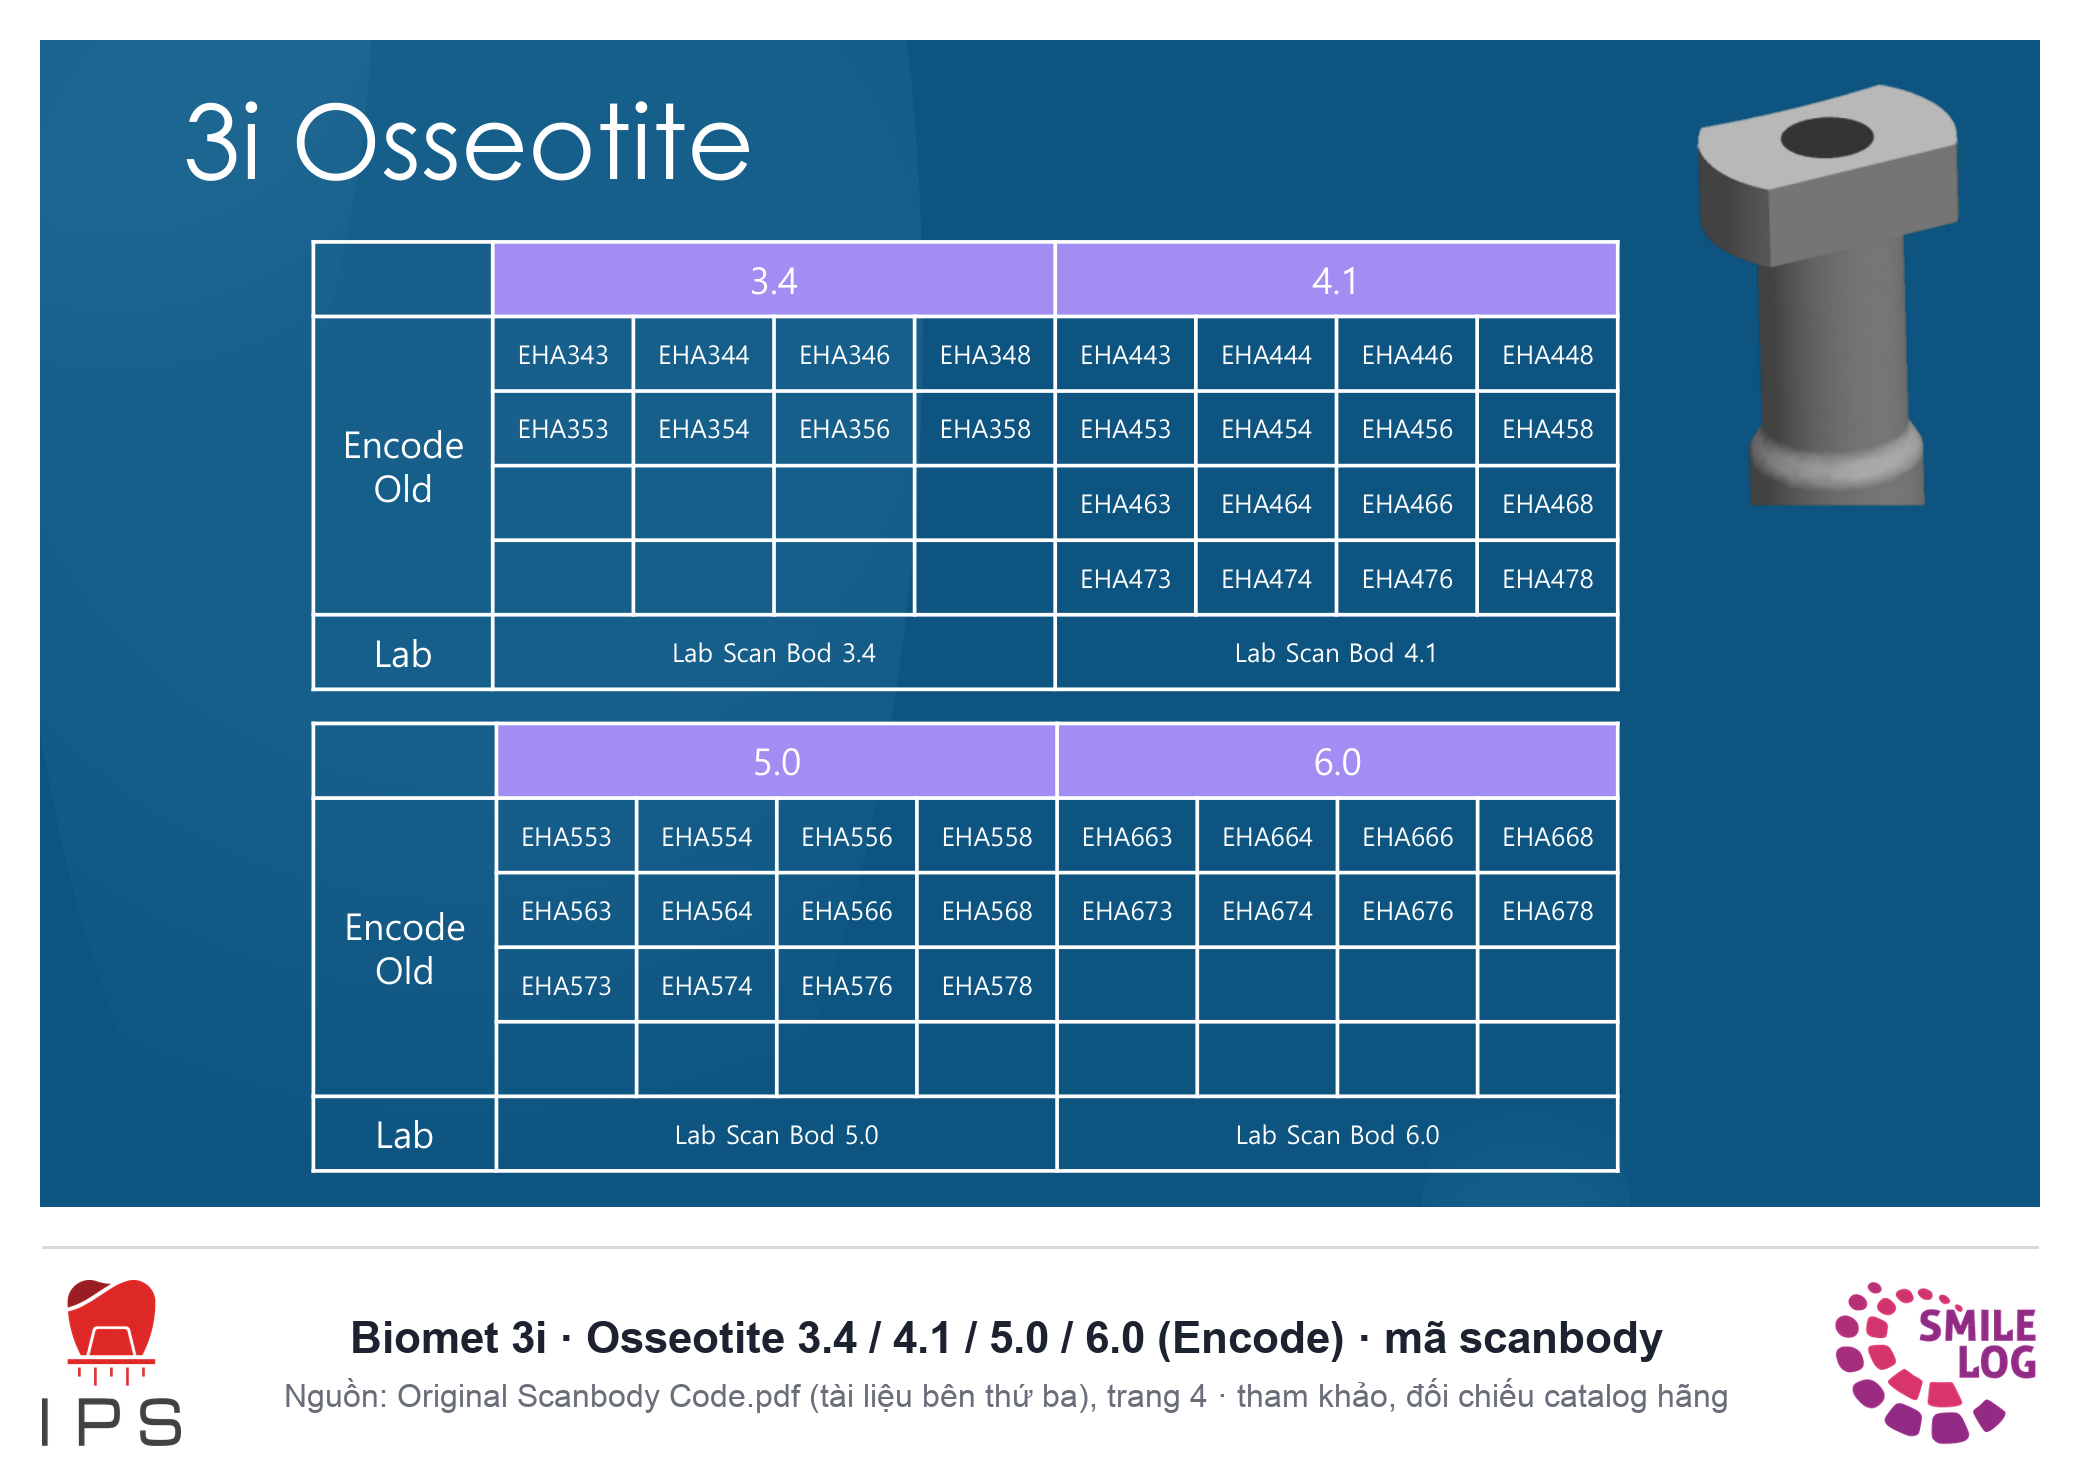 3i Osseotite
3.4 4.1
Encode Old
EHA343 EHA344 EHA346 EHA348 EHA443 EHA444 EHA446 EHA448
EHA353 EHA354 EHA356 EHA358 EHA453 EHA454 EHA456 EHA458
EHA463 EHA464 EHA466 EHA468
EHA473 EHA474 EHA476 EHA478
Lab Lab Scan Bod 3.4 Lab Scan Bod 4.1
5.0 6.0
Encode Old
EHA553 EHA554 EHA556 EHA558 EHA663 EHA664 EHA666 EHA668
EHA563 EHA564 EHA566 EHA568 EHA673 EHA674 EHA676 EHA678
EHA573 EHA574 EHA576 EHA578
Lab Lab Scan Bod 5.0 Lab Scan Bod 6.0
IPS
Biomet 3i · Osseotite 3.4 / 4.1 / 5.0 / 6.0 (Encode) · mã scanbody
Nguồn: Original Scanbody Code.pdf (tài liệu bên thứ ba), trang 4 · tham khảo, đối chiếu catalog hãng
SMILE
LOG